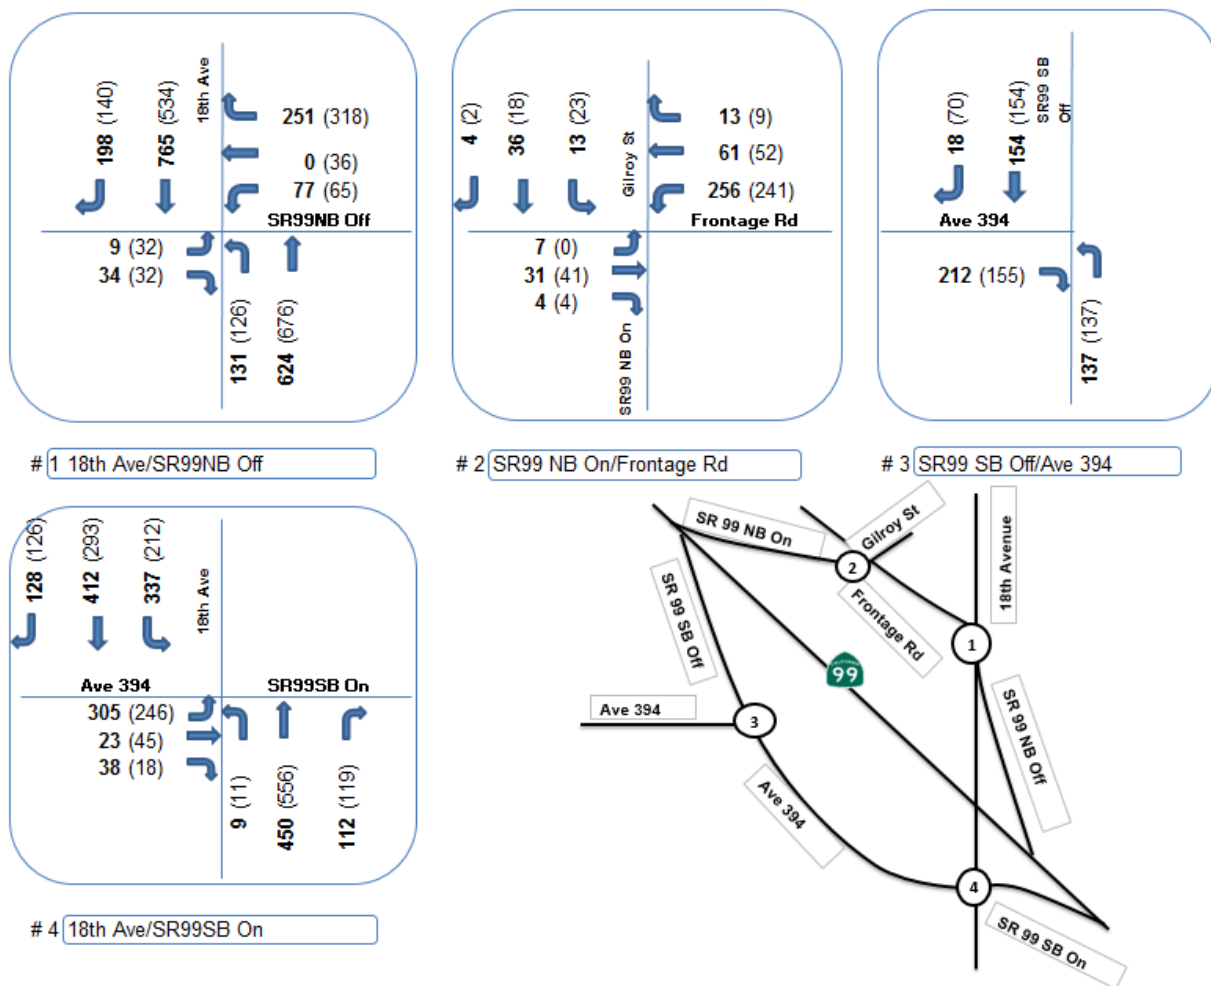 198 (140)
765 (534)
18th Ave
251 (318)
0 (36)
77 (65)
SR99NB Off
9 (32)
34 (32)
131 (126)
624 (676)
# 1 18th Ave/SR99NB Off
4 (2)
36 (18)
13 (23)
Gilroy St
13 (9)
61 (52)
256 (241)
Frontage Rd
7 (0)
31 (41)
4 (4)
SR99 NB On
# 2 SR99 NB On/Frontage Rd
18 (70)
154 (154)
SR99 SB
Off
Ave 394
212 (155)
137 (137)
# 3 SR99 SB Off/Ave 394
128 (126)
412 (293)
337 (212)
18th Ave
Ave 394
SR99SB On
305 (246)
23 (45)
38 (18)
9 (11)
450 (556)
112 (119)
# 4 18th Ave/SR99SB On
SR 99 NB On
Gilroy St
18th Avenue
2
Frontage Rd
SR 99 SB Off
1
CALIFORNIA
99
SR 99 NB Off
Ave 394
3
Ave 394
4
SR 99 SB On